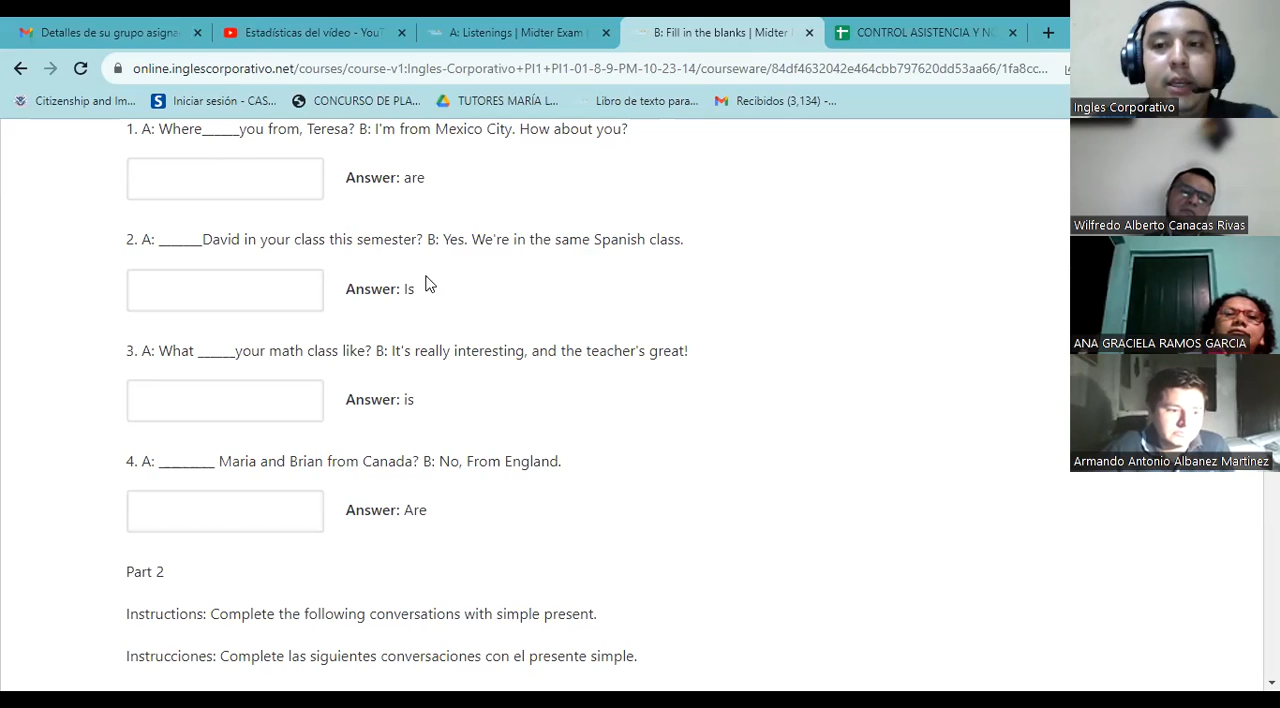 Detalles de su grupo asigna
Estadísticas del vídeo - YouT
A: Listenings | Midter Exam |
B: Fill in the blanks | Midter |
CONTROL ASISTENCIA Y NO
online.inglescorporativo.net/courses/course-v1:Ingles-Corporativo+PI1+PI1-01-8-9-PM-10-23-14/courseware/84df4632042e464cbb797620dd53aa66/1fa8cc...
Citizenship and Im...
Iniciar sesión - CAS...
CONCURSO DE PLA...
TUTORES MARÍA L...
Libro de texto para...
Recibidos (3,134) -...
1. A: Where______you from, Teresa? B: I'm from Mexico City. How about you?
Answer: are
2. A: _______David in your class this semester? B: Yes. We're in the same Spanish class.
Answer: Is
3. A: What ______your math class like? B: It's really interesting, and the teacher's great!
Answer: is
4. A: _________ Maria and Brian from Canada? B: No, From England.
Answer: Are
Part 2
Instructions: Complete the following conversations with simple present.
Instrucciones: Complete las siguientes conversaciones con el presente simple.
Ingles Corporativo
Wilfredo Alberto Canacas Rivas
ANA GRACIELA RAMOS GARCIA
Armando Antonio Albanez Martinez